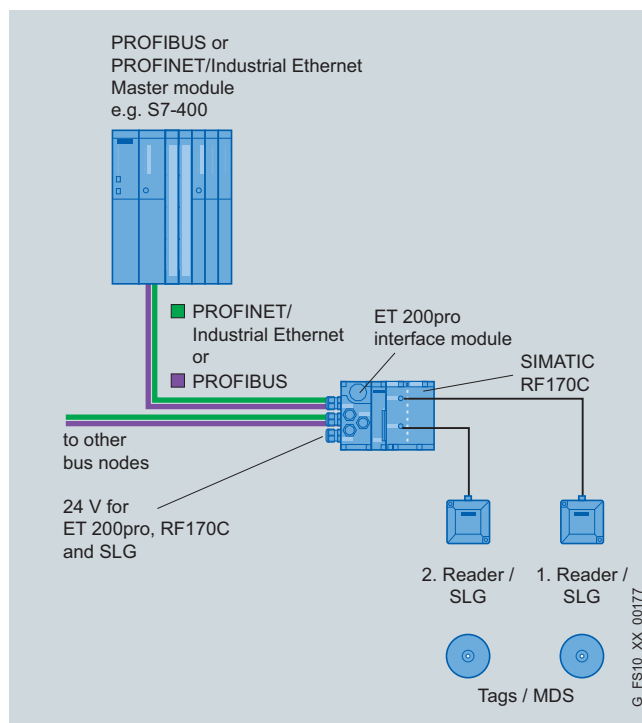 PROFIBUS or
PROFINET/Industrial Ethernet
Master module
e.g. S7-400
PROFINET/
Industrial Ethernet
or
PROFIBUS
ET 200pro
interface module
SIMATIC
RF170C
to other
bus nodes
24 V for
ET 200pro, RF170C
and SLG
2. Reader /
SLG
1. Reader /
SLG
Tags / MDS
G_FS10_XX_00177